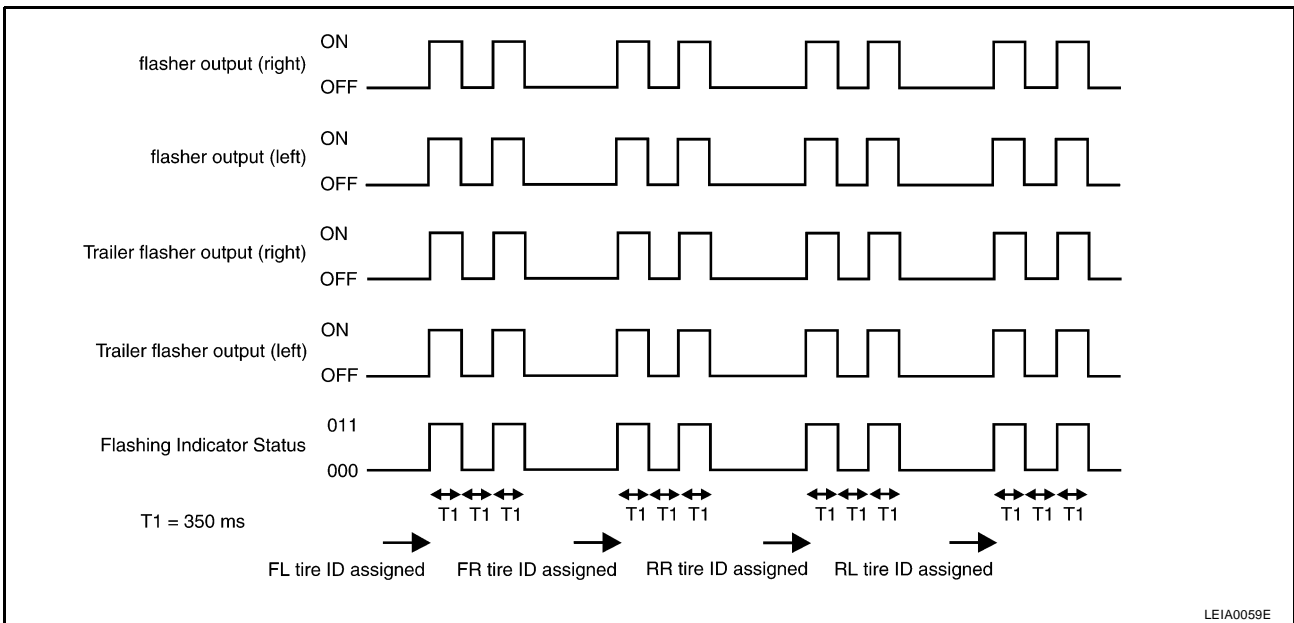 ON
flasher output (right)
OFF
ON
flasher output (left)
OFF
ON
Trailer flasher output (right)
OFF
ON
Trailer flasher output (left)
OFF
011
Flashing Indicator Status
000
T1 T1 T1 T1 T1 T1 T1 T1 T1 T1 T1 T1
T1 = 350 ms
FL tire ID assigned FR tire ID assigned RR tire ID assigned RL tire ID assigned
LEIA0059E